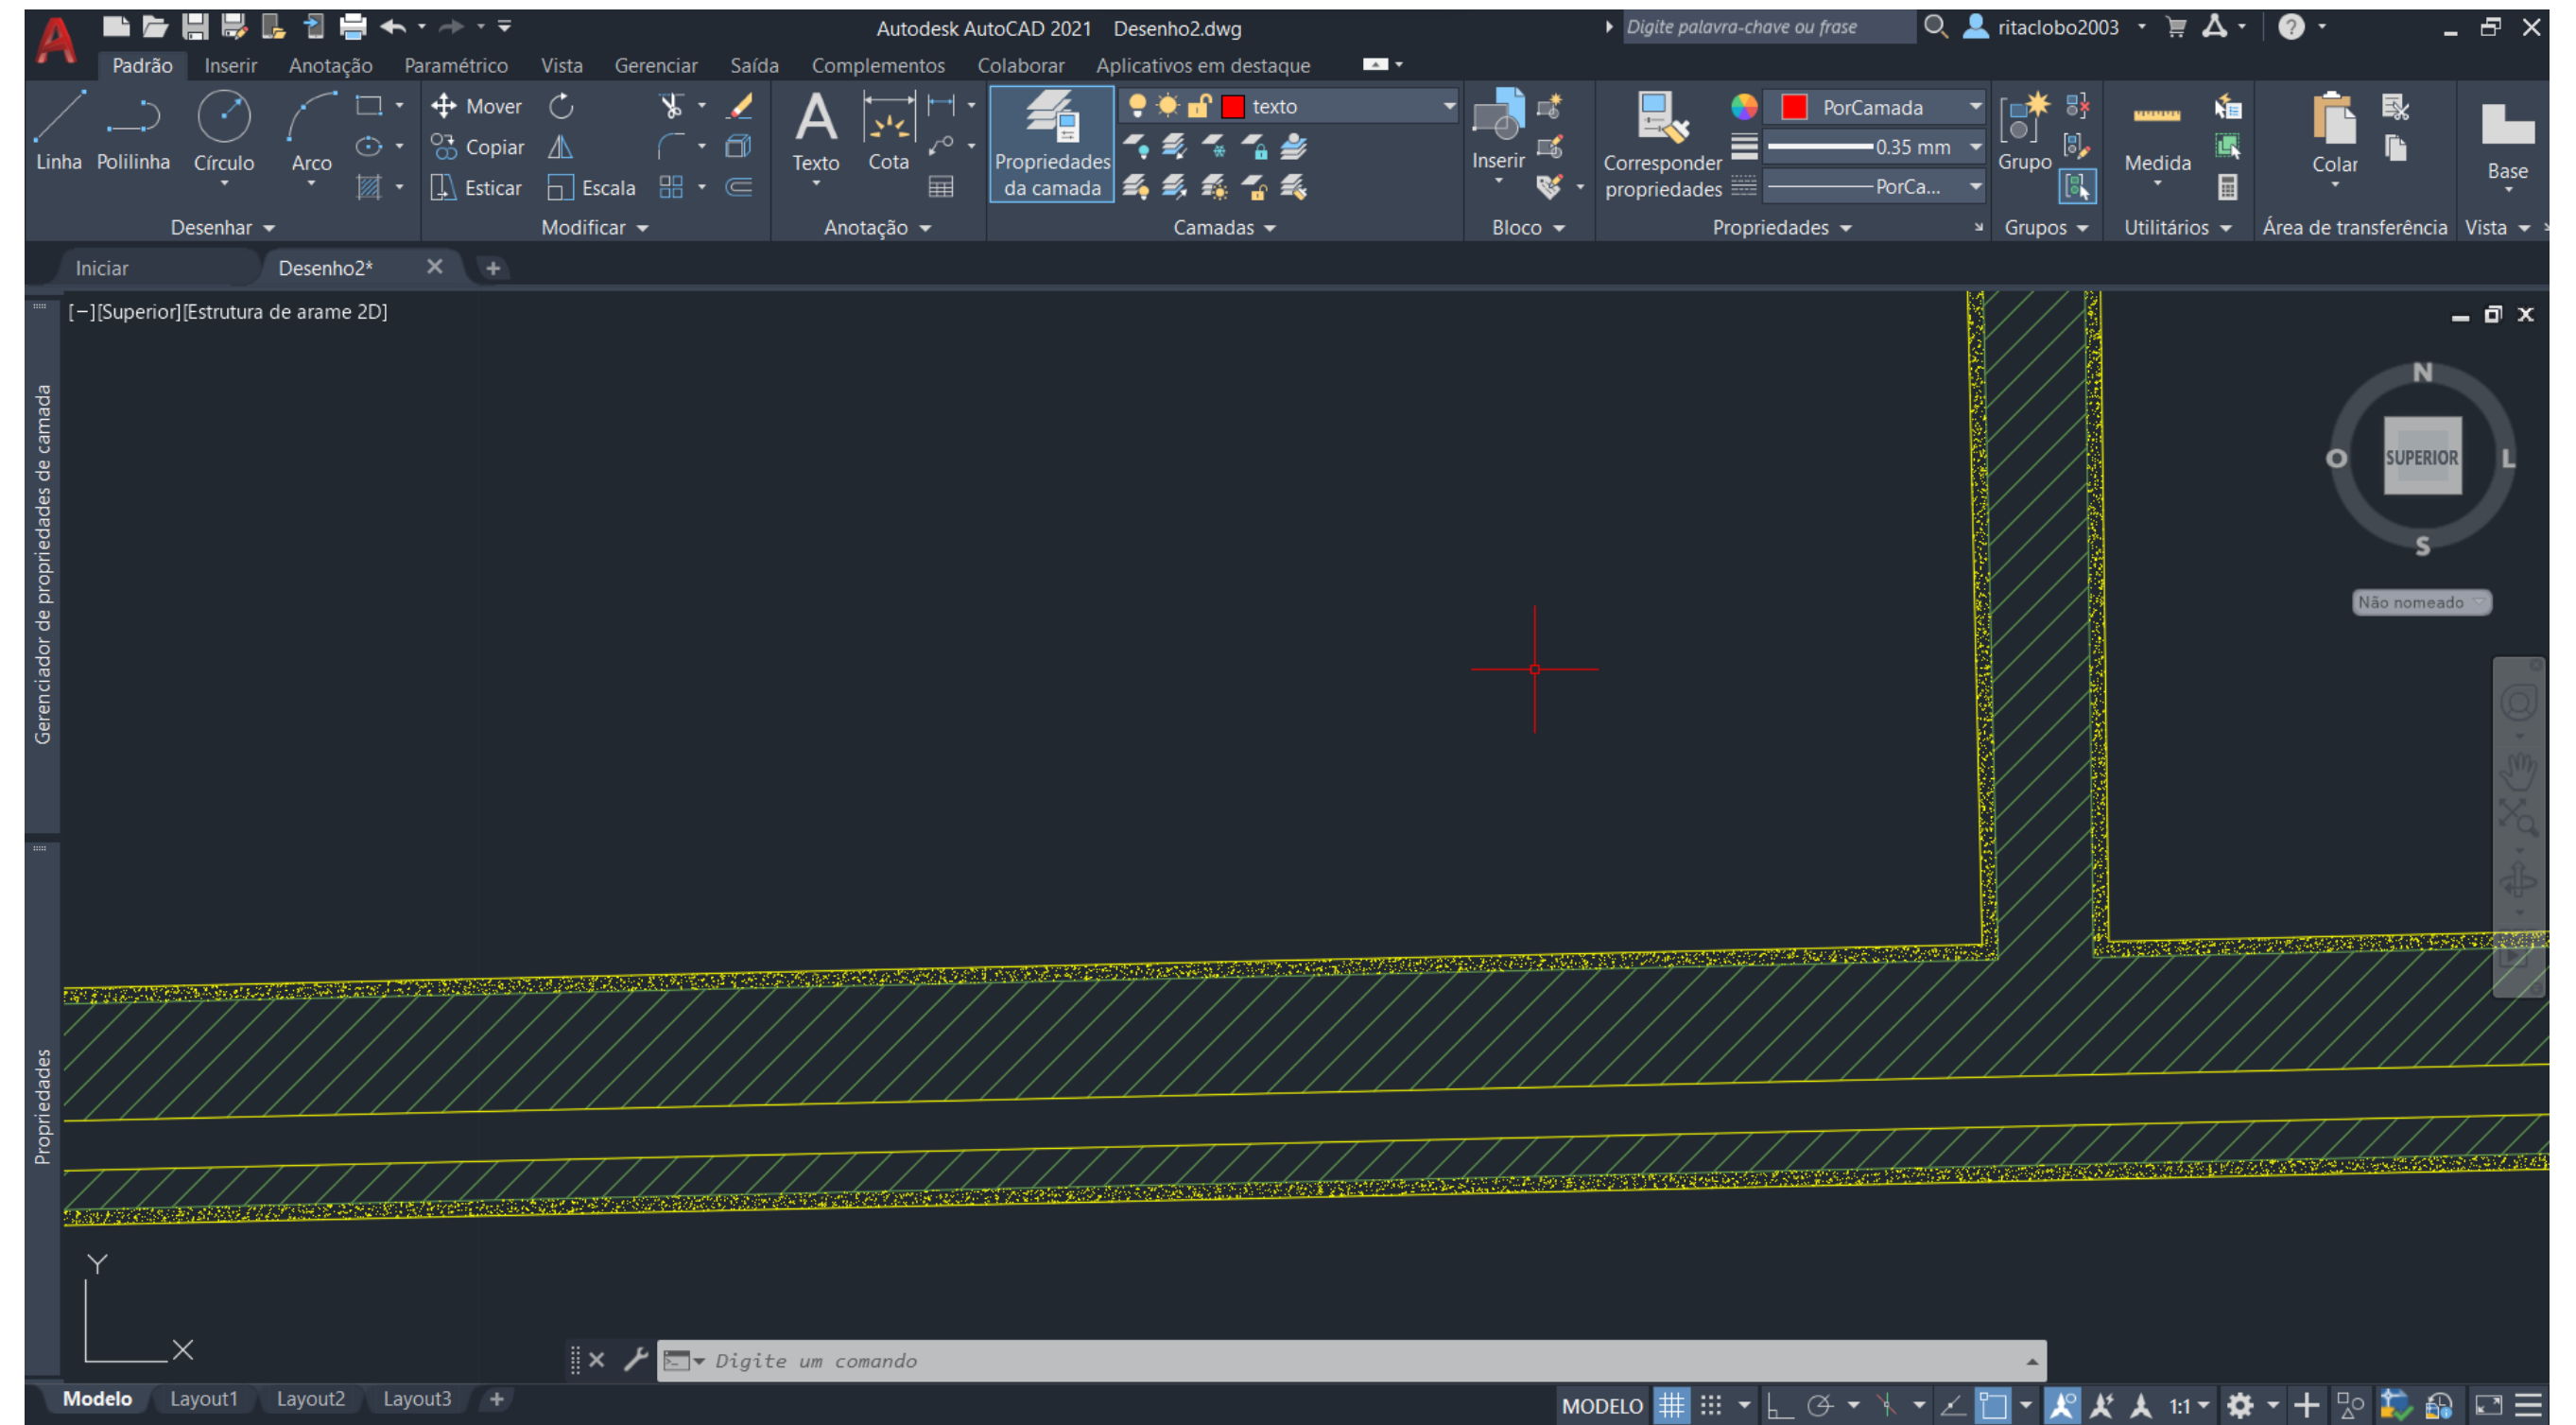 Autodesk AutoCAD 2021 Desenho2.dwg
Digite palavra-chave ou frase
ritaclobo2003
Padrão Inserir Anotação Paramétrico Vista Gerenciar Saída Complementos Colaborar Aplicativos em destaque
Linha Polilinha Círculo Arco
Mover
Copiar
Esticar Escala
Texto Cota
Propriedades da camada
texto
Inserir
Corresponder propriedades
PorCamada
0.35 mm
PorCa...
Grupo
Medida
Colar
Base
Desenhar Modificar Anotação Camadas Bloco Propriedades Grupos Utilitários Área de transferência Vista
Iniciar Desenho2*
[−][Superior][Estrutura de arame 2D]
Gerenciador de propriedades de camada
N
O SUPERIOR L
S
Não nomeado
Propriedades
Y
X
Digite um comando
Modelo Layout1 Layout2 Layout3
MODELO 1:1